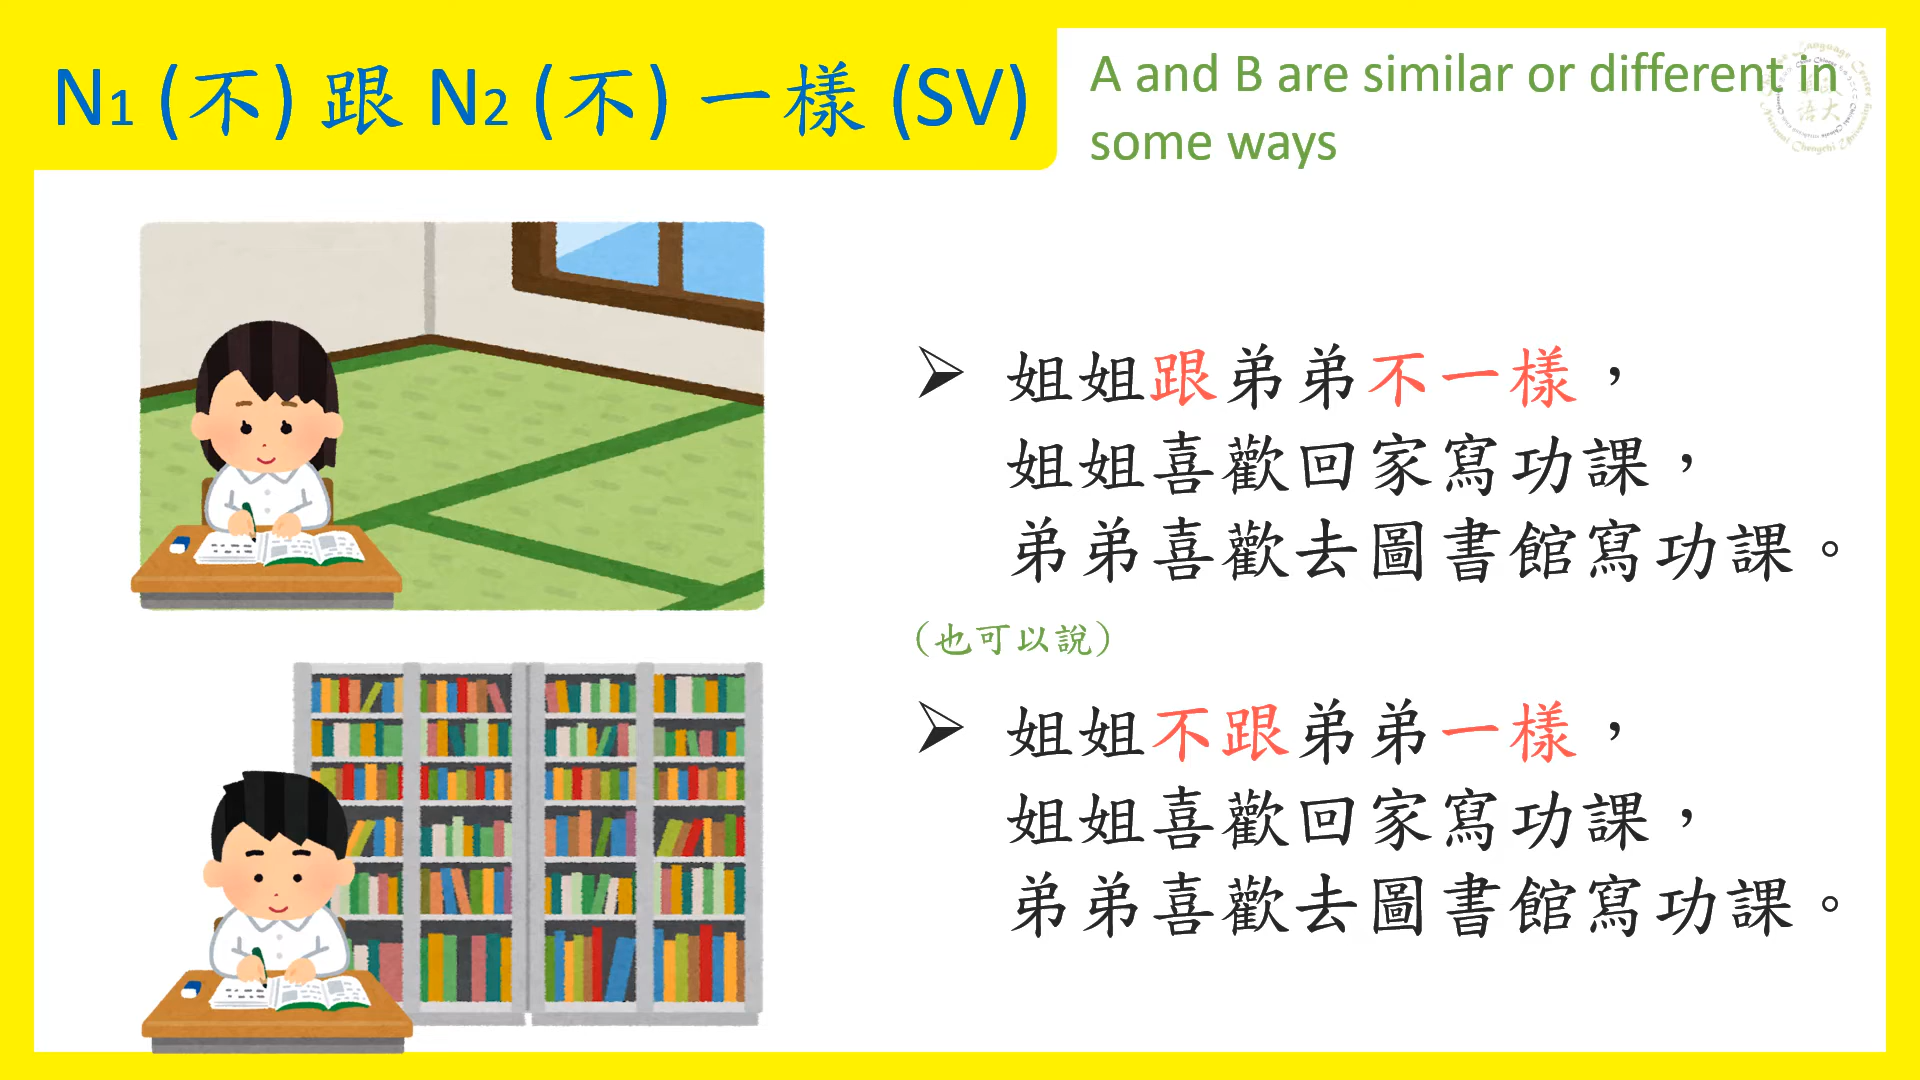 N1 (不) 跟 N2 (不) 一樣 (SV)
A and B are similar or different in
some ways
➢ 姐姐跟弟弟不一樣，
姐姐喜歡回家寫功課，
弟弟喜歡去圖書館寫功課。
(也可以說)
➢ 姐姐不跟弟弟一樣，
姐姐喜歡回家寫功課，
弟弟喜歡去圖書館寫功課。